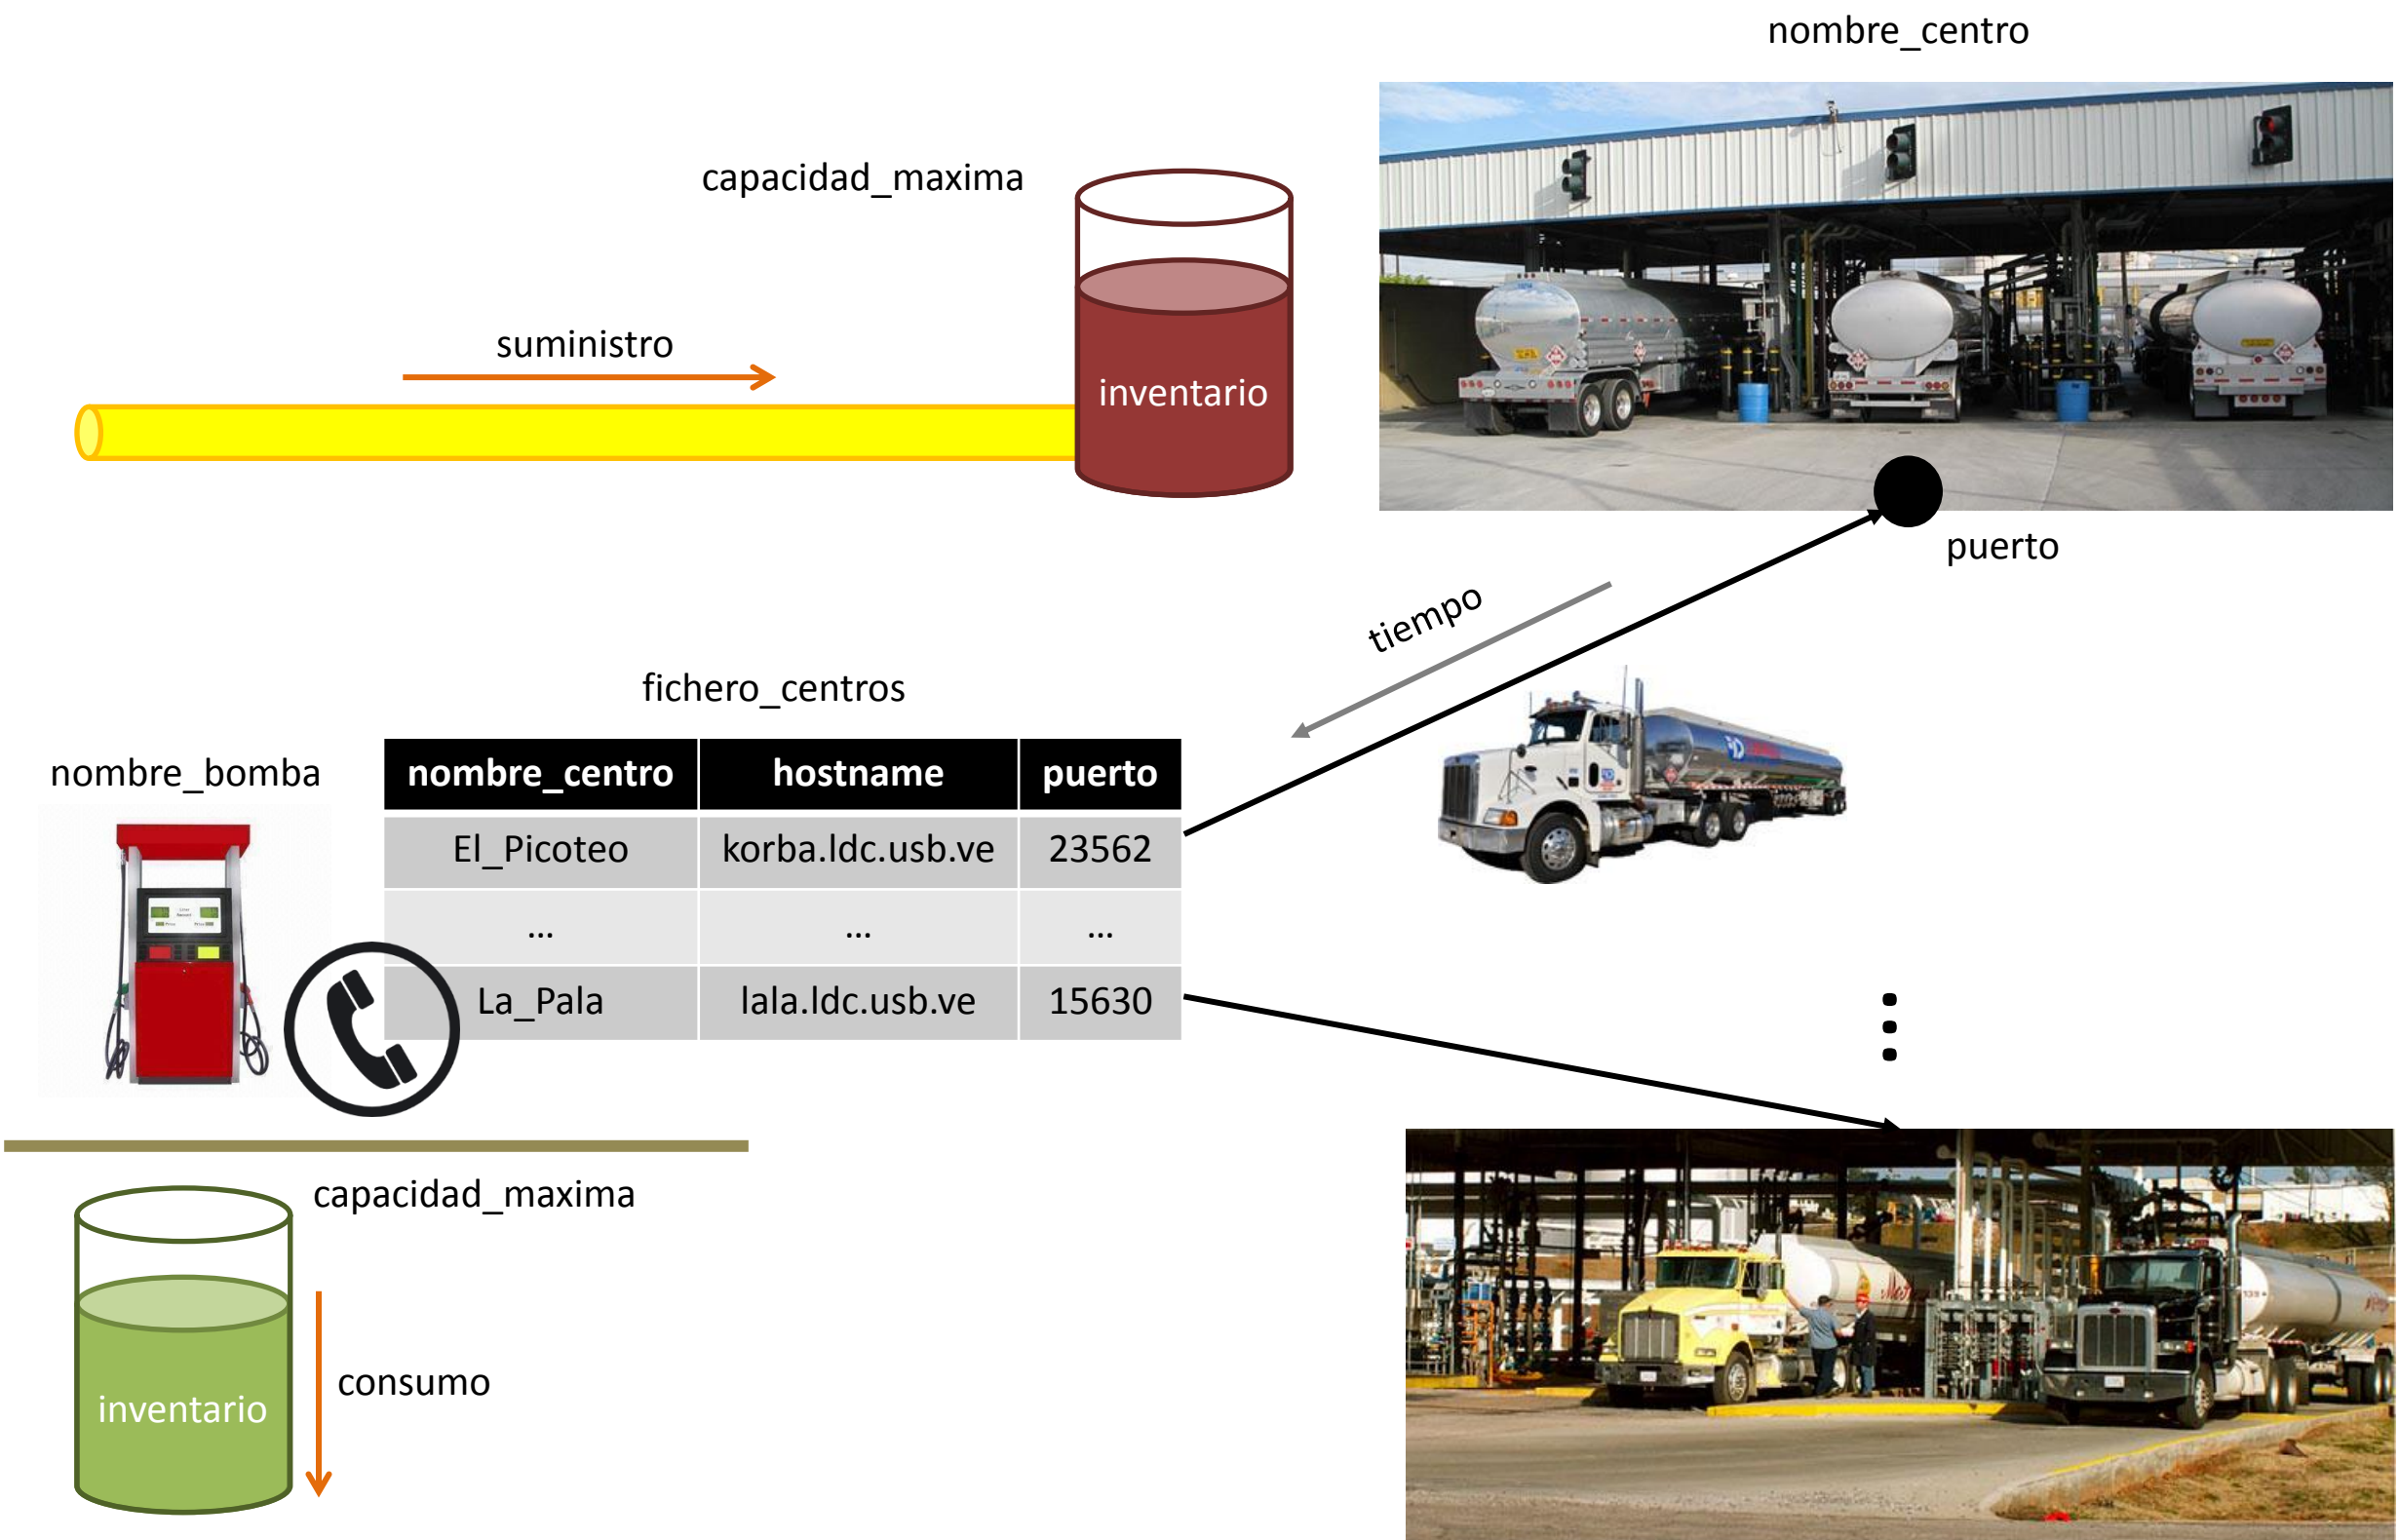 nombre_centro
capacidad_maxima
suministro
inventario
puerto
tiempo
fichero_centros
nombre_bomba
nombre_centro hostname puerto
El_Picoteo korba.ldc.usb.ve 23562
... ... ...
La_Pala lala.ldc.usb.ve 15630
capacidad_maxima
consumo
inventario